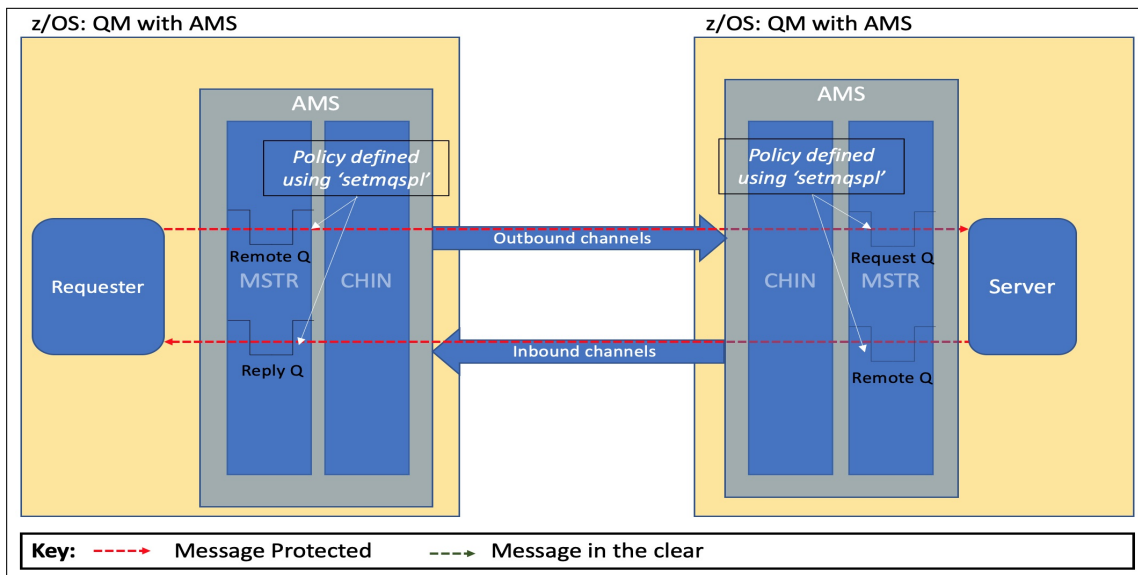 z/OS: QM with AMS
z/OS: QM with AMS
AMS
AMS
Policy defined
using ‘setmqspl’
Policy defined
using ‘setmqspl’
Requester
Remote Q
MSTR
CHIN
Reply Q
Outbound channels
Inbound channels
CHIN
Request Q
MSTR
Remote Q
Server
Key: Message Protected Message in the clear